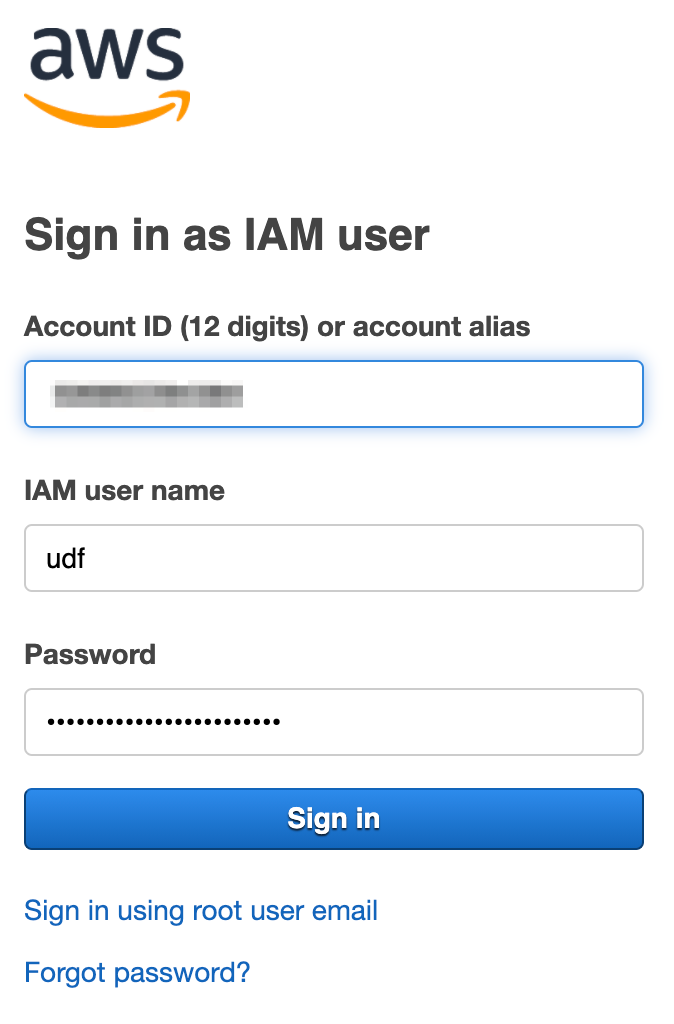 aws
Sign in as IAM user
Account ID (12 digits) or account alias
IAM user name
udf
Password
••••••••••••••••••••••••
Sign in
Sign in using root user email
Forgot password?